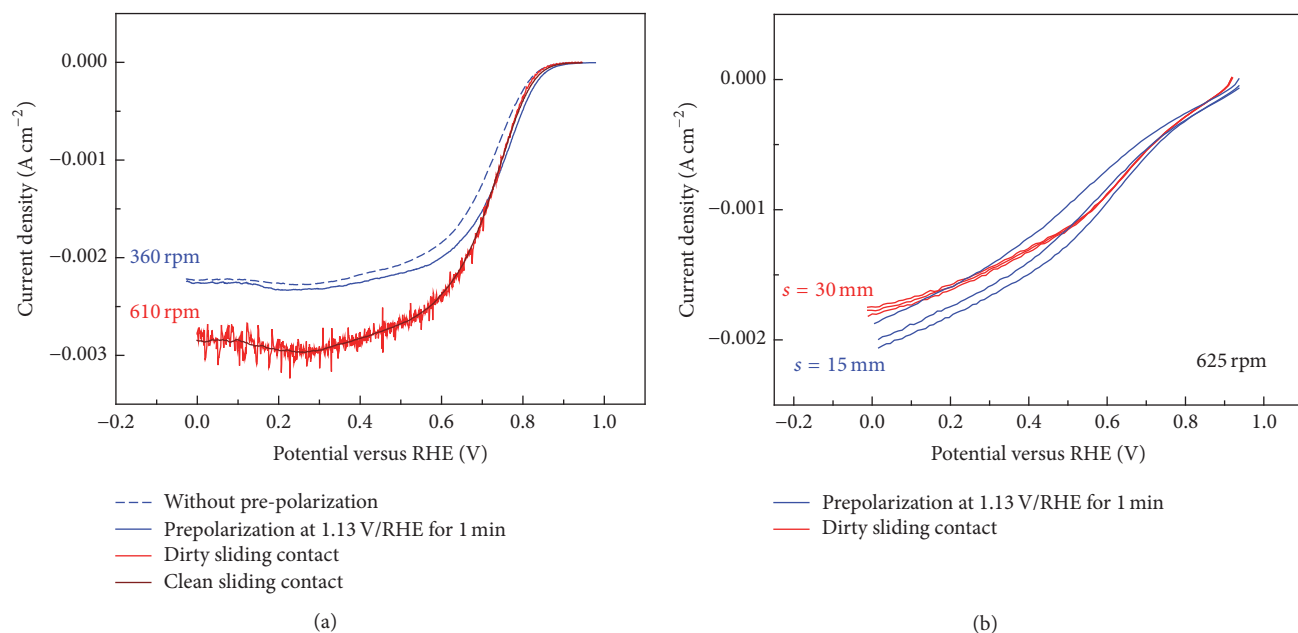 0.000
−0.001
−0.002
−0.003
Current density (A cm−2)
360 rpm
610 rpm
−0.2 0.0 0.2 0.4 0.6 0.8 1.0
Potential versus RHE (V)
Without pre-polarization
Prepolarization at 1.13 V/RHE for 1 min
Dirty sliding contact
Clean sliding contact
(a)
0.000
−0.001
−0.002
Current density (A cm−2)
s = 30 mm
s = 15 mm
625 rpm
−0.2 0.0 0.2 0.4 0.6 0.8 1.0
Potential versus RHE (V)
Prepolarization at 1.13 V/RHE for 1 min
Dirty sliding contact
(b)